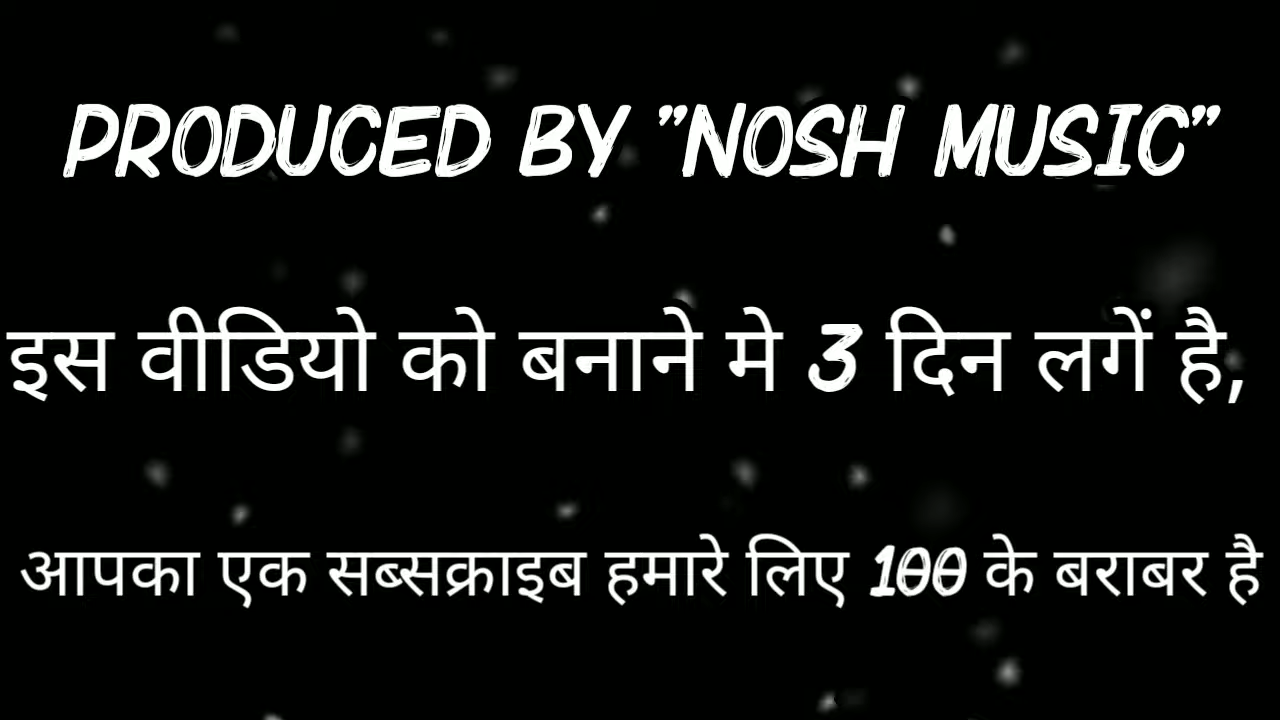 PRODUCED BY "NOSH MUSIC"
इस वीडियो को बनाने मे 3 दिन लगें है,
आपका एक सब्सक्राइब हमारे लिए 100 के बराबर है